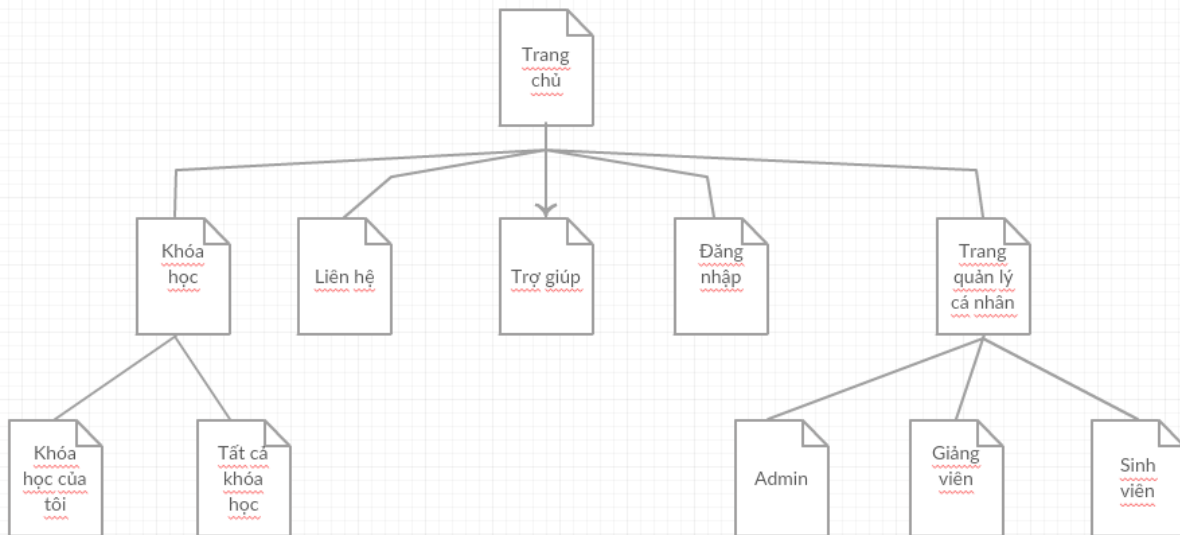 Trang
chủ
Khóa
học
Liên hệ
Trợ giúp
Đăng
nhập
Trang
quản lý
cá nhân
Khóa
học của
tôi
Tất cả
khóa
học
Admin
Giảng
viên
Sinh
viên